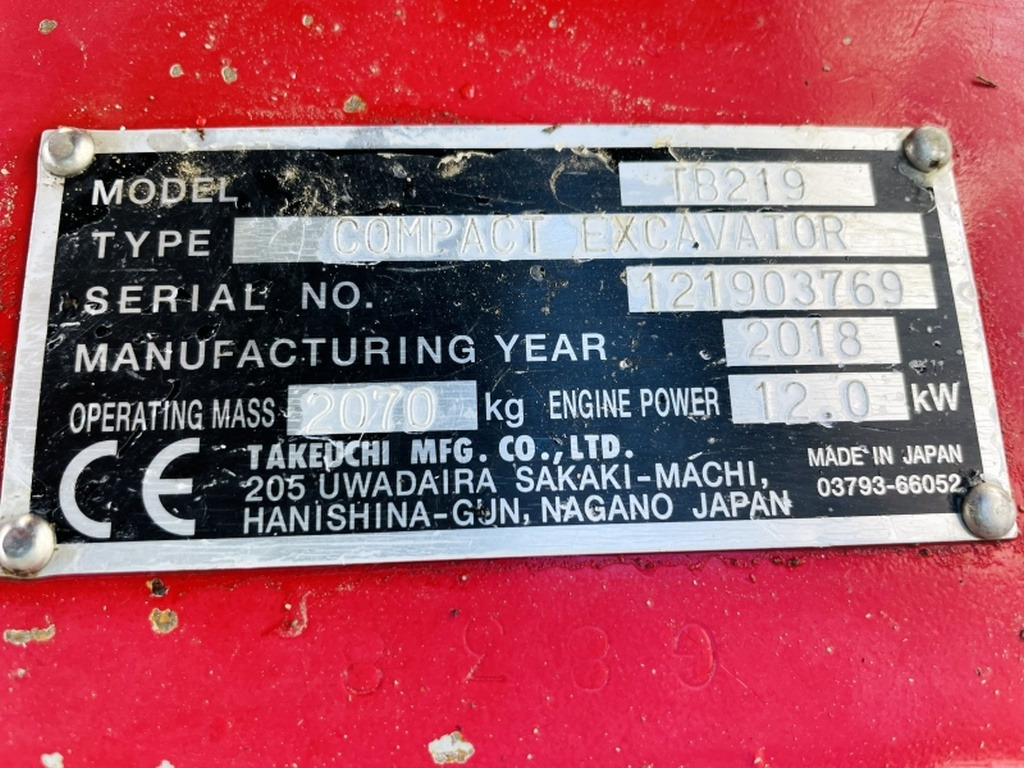 MODEL TB219
TYPE COMPACT EXCAVATOR
SERIAL NO. 121903769
MANUFACTURING YEAR 2018
OPERATING MASS 2070 kg ENGINE POWER 12.0 kW
CE
TAKEUCHI MFG. CO.,LTD.
205 UWADAIRA SAKAKI-MACHI,
HANISHINA-GUN, NAGANO JAPAN
MADE IN JAPAN
03793-66052